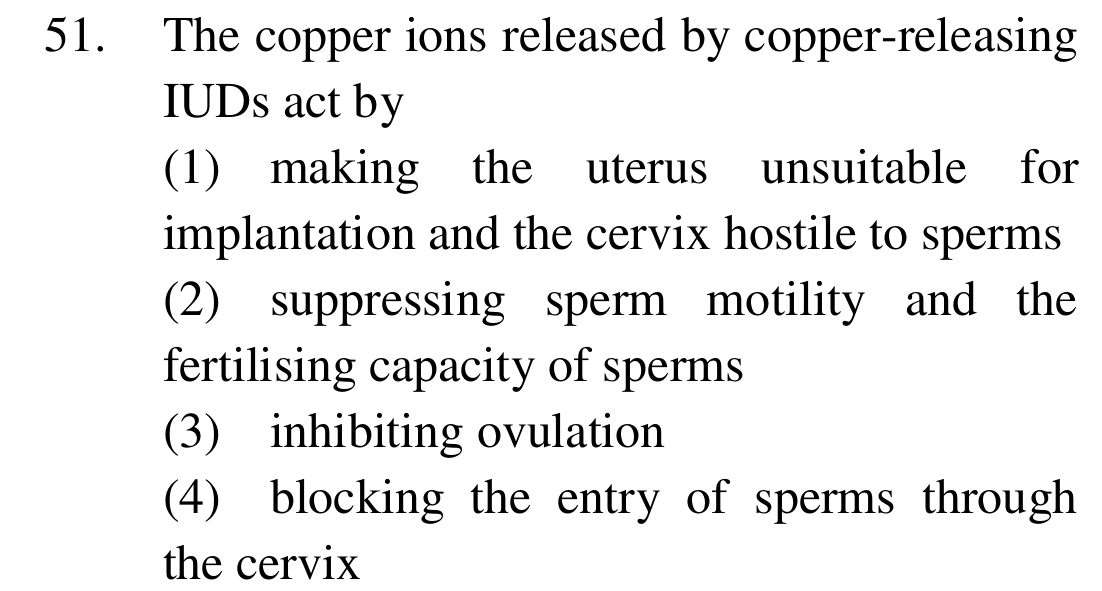 51. The copper ions released by copper-releasing
IUDs act by
(1) making the uterus unsuitable for
implantation and the cervix hostile to sperms
(2) suppressing sperm motility and the
fertilising capacity of sperms
(3) inhibiting ovulation
(4) blocking the entry of sperms through
the cervix